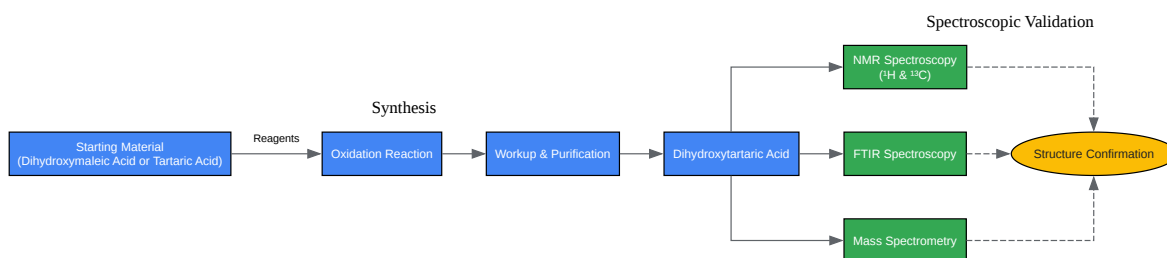 Spectroscopic Validation
NMR Spectroscopy
(¹H & ¹³C)
Synthesis
Starting Material
(Dihydroxymaleic Acid or Tartaric Acid)
Reagents
Oxidation Reaction
Workup & Purification
Dihydroxytartaric Acid
FTIR Spectroscopy
Structure Confirmation
Mass Spectrometry